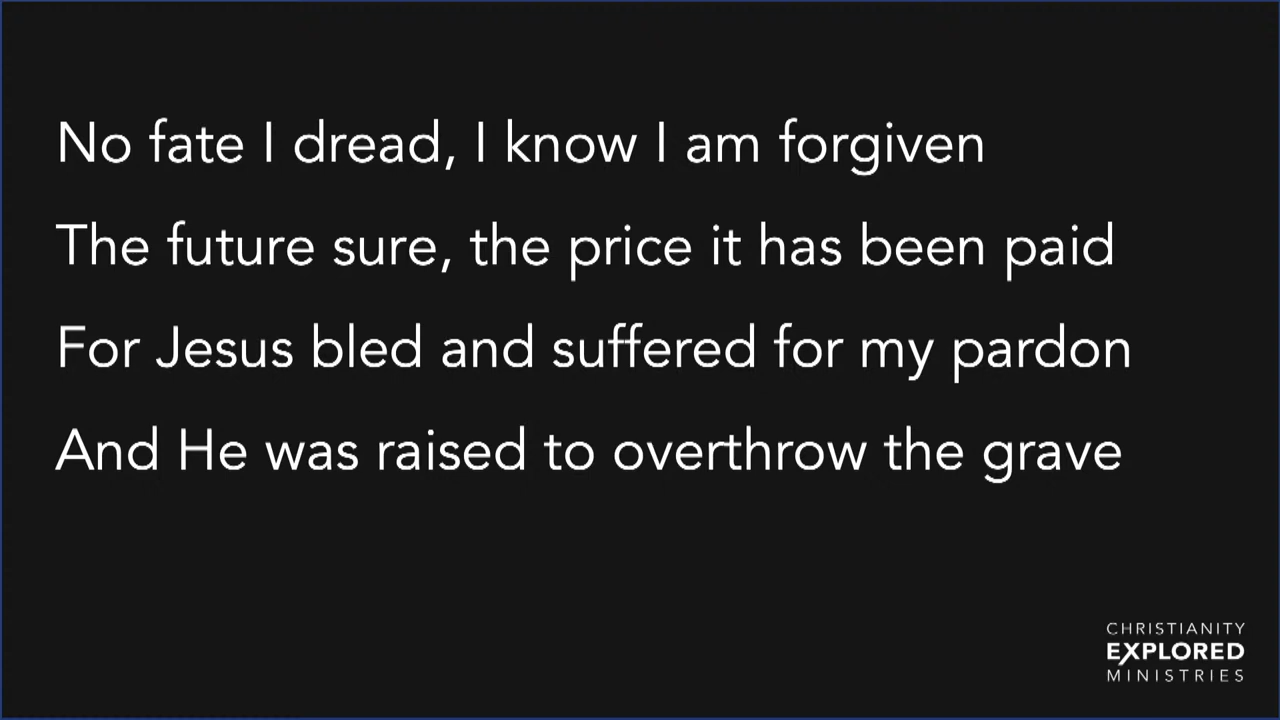 No fate I dread, I know I am forgiven
The future sure, the price it has been paid
For Jesus bled and suffered for my pardon
And He was raised to overthrow the grave
CHRISTIANITY
EXPLORED
MINISTRIES